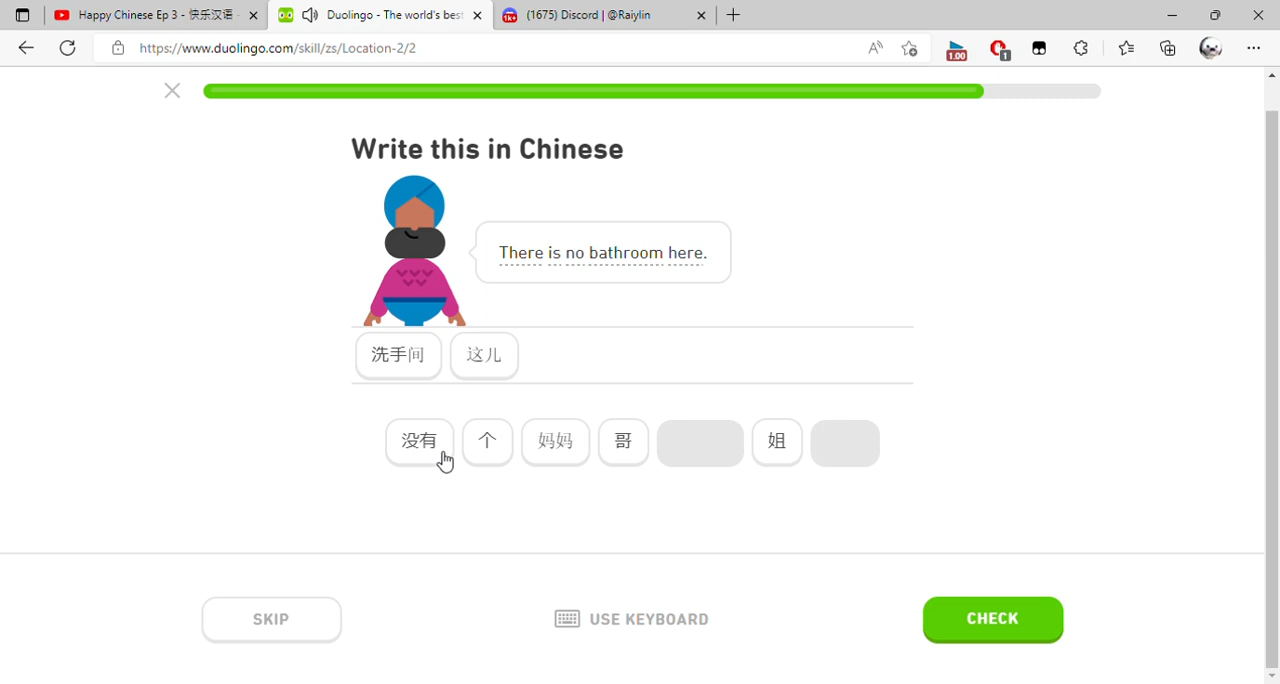 Happy Chinese Ep 3 - 快乐汉语
Duolingo - The world's best
(1675) Discord | @Raiylin
https://www.duolingo.com/skill/zs/Location-2/2
1.00
1
Write this in Chinese
There is no bathroom here.
洗手间 这儿
没有 个 妈妈 哥 姐
SKIP
USE KEYBOARD
CHECK